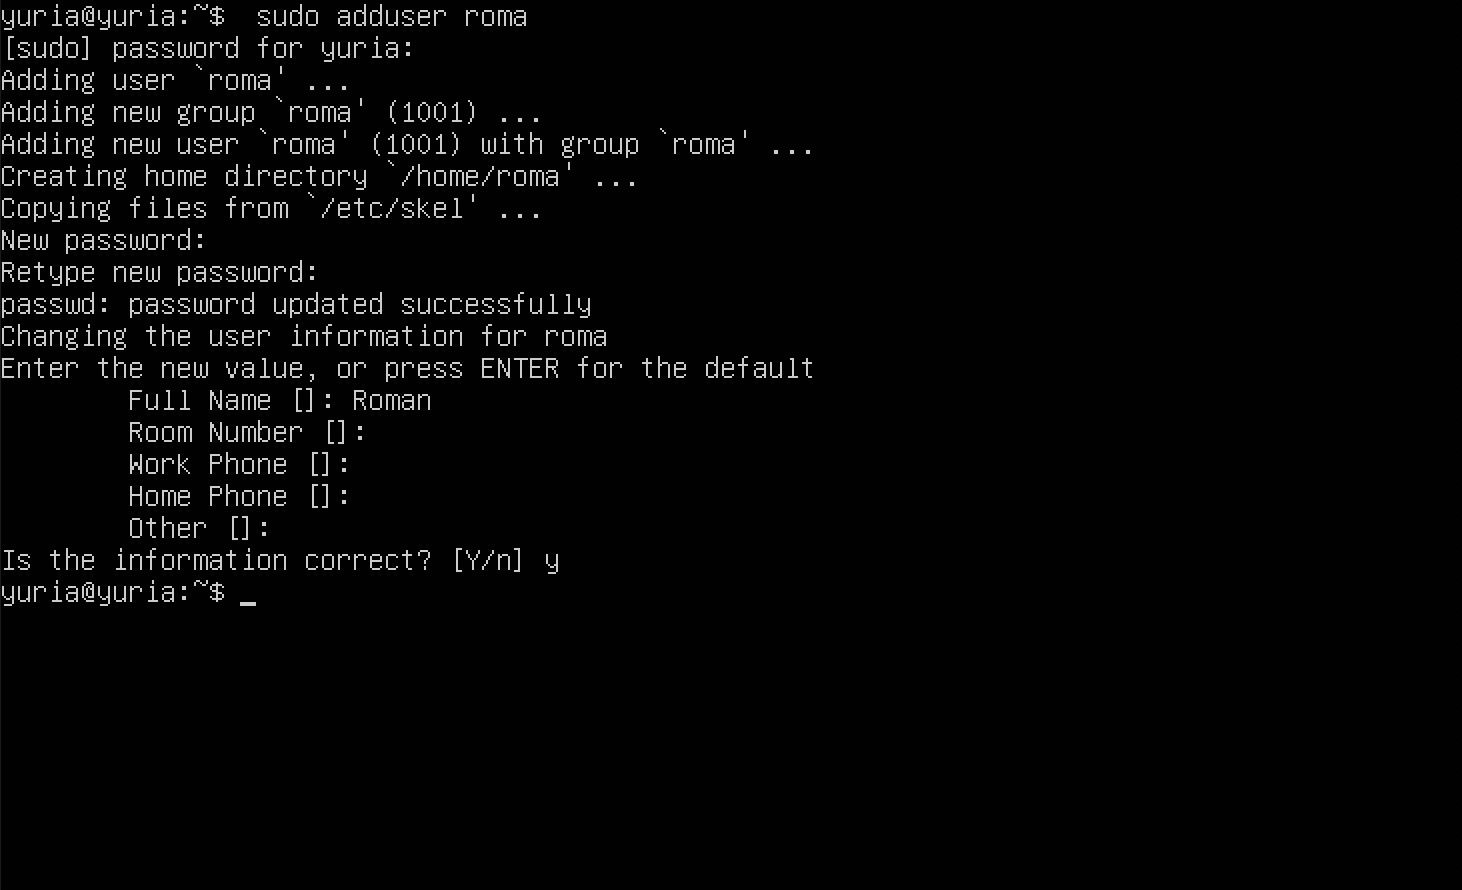 yuria@yuria:~$  sudo adduser roma
[sudo] password for yuria:
Adding user `roma' ...
Adding new group `roma' (1001) ...
Adding new user `roma' (1001) with group `roma' ...
Creating home directory `/home/roma' ...
Copying files from `/etc/skel' ...
New password:
Retype new password:
passwd: password updated successfully
Changing the user information for roma
Enter the new value, or press ENTER for the default
        Full Name []: Roman
        Room Number []:
        Work Phone []:
        Home Phone []:
        Other []:
Is the information correct? [Y/n] y
yuria@yuria:~$ _